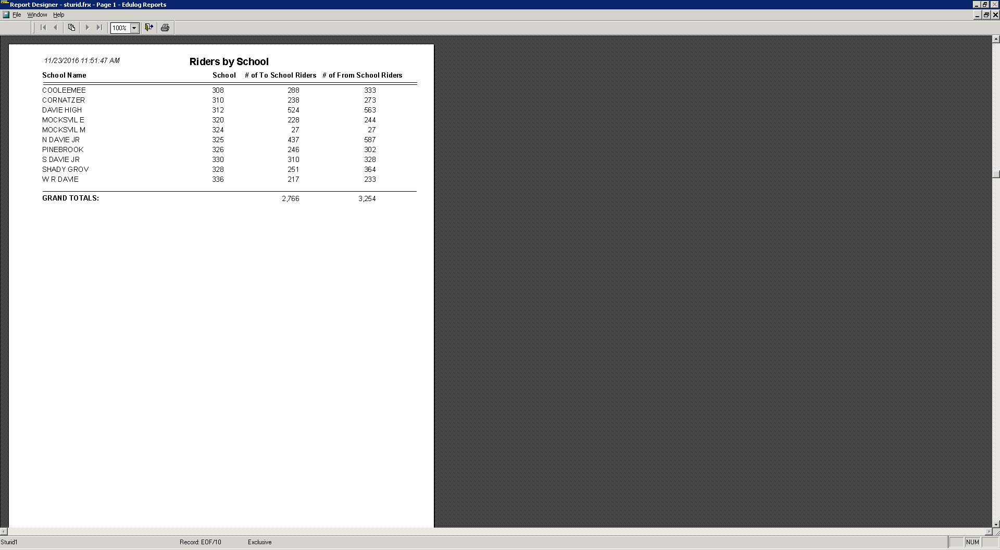 Report Designer - sturid.frx - Page 1 - Edulog Reports
File Window Help
100%
11/23/2016 11:51:47 AM Riders by School
School Name School # of To School Riders # of From School Riders
COOLEEMEE 308 288 333
CORNATZER 310 238 273
DAVIE HIGH 312 524 563
MOCKSVIL E 320 228 244
MOCKSVIL M 324 27 27
N DAVIE JR 325 437 587
PINEBROOK 326 246 302
S DAVIE JR 330 310 328
SHADY GROV 328 251 364
W R DAVIE 336 217 233
GRAND TOTALS: 2,766 3,254
Sturid1 Record: EOF/10 Exclusive NUM